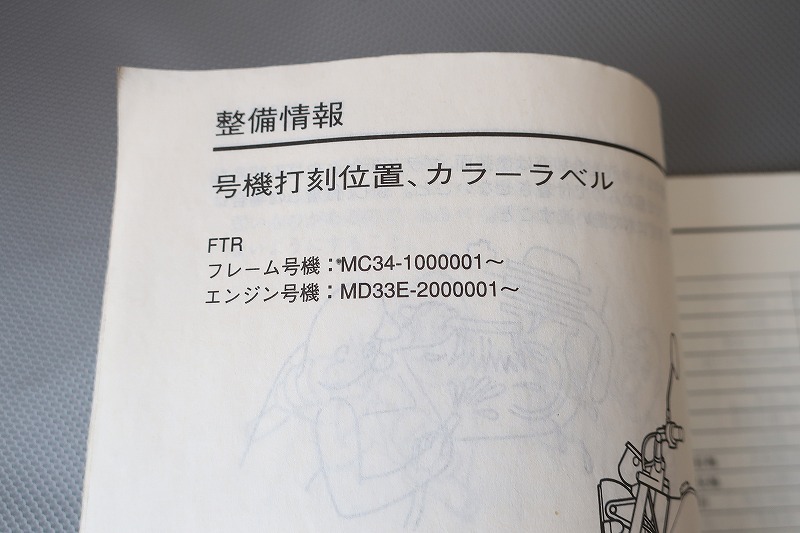 整備情報
号機打刻位置、カラーラベル
FTR
フレーム号機：*MC34-1000001～
エンジン号機：MD33E-2000001～